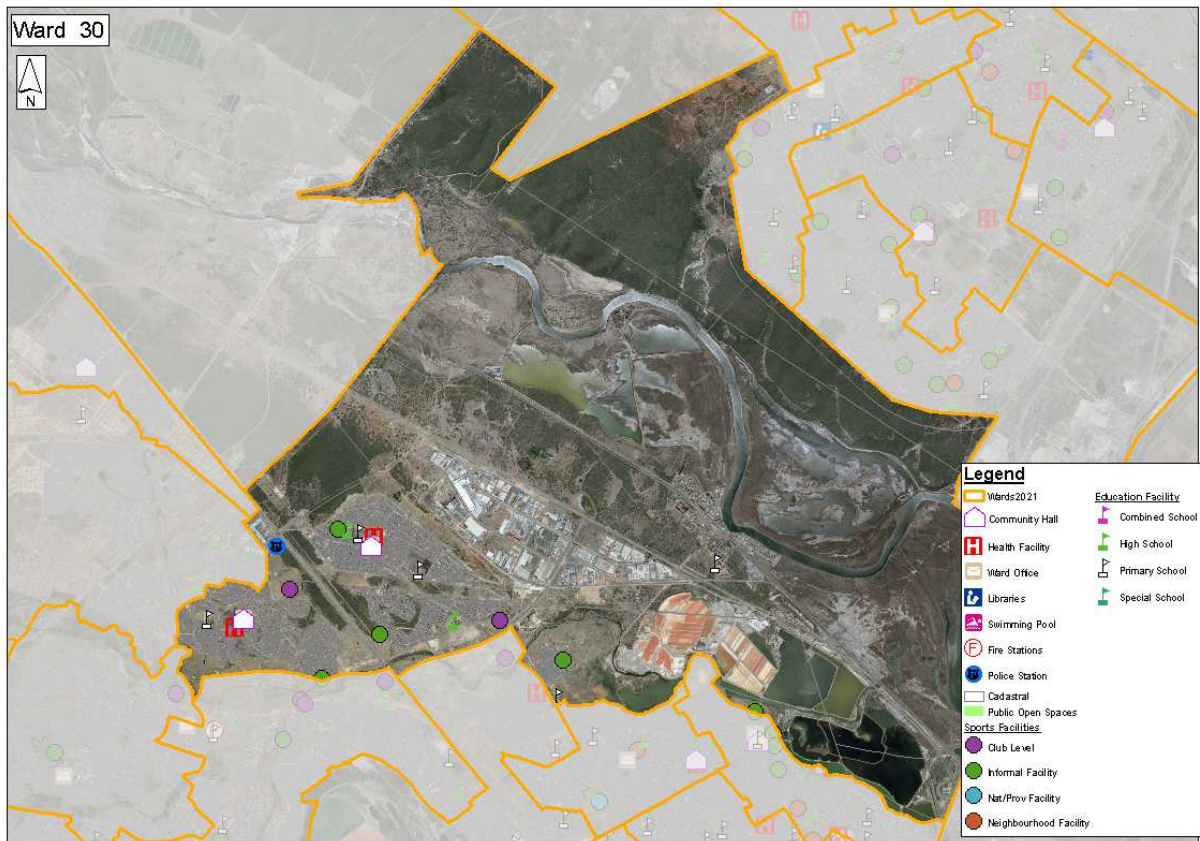 Ward 30
N
Legend
Wards2021
Community Hall
Health Facility
Ward Office
Libraries
Swimming Pool
Fire Stations
Police Station
Cadastral
Public Open Spaces
Sports Facilities
Club Level
Informal Facility
Nat/Prov Facility
Neighbourhood Facility
Education Facility
Combined School
High School
Primary School
Special School